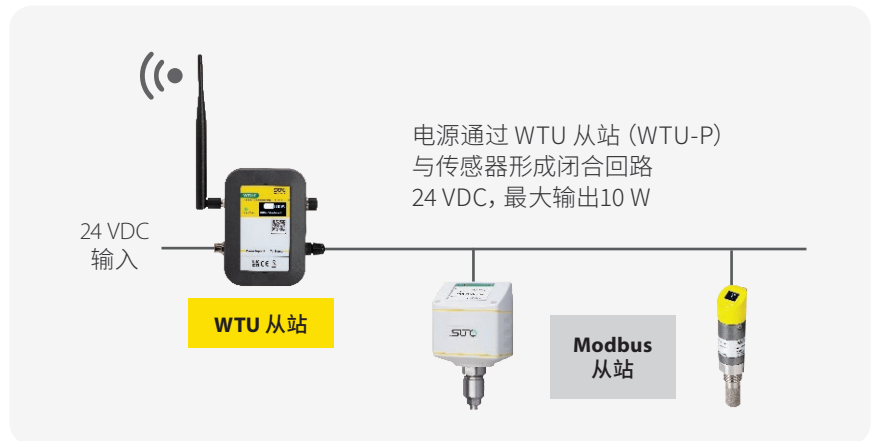 电源通过 WTU 从站 (WTU-P)
与传感器形成闭合回路
24 VDC, 最大输出10 W
24 VDC
输入
WTU 从站
SUTO
Modbus
从站